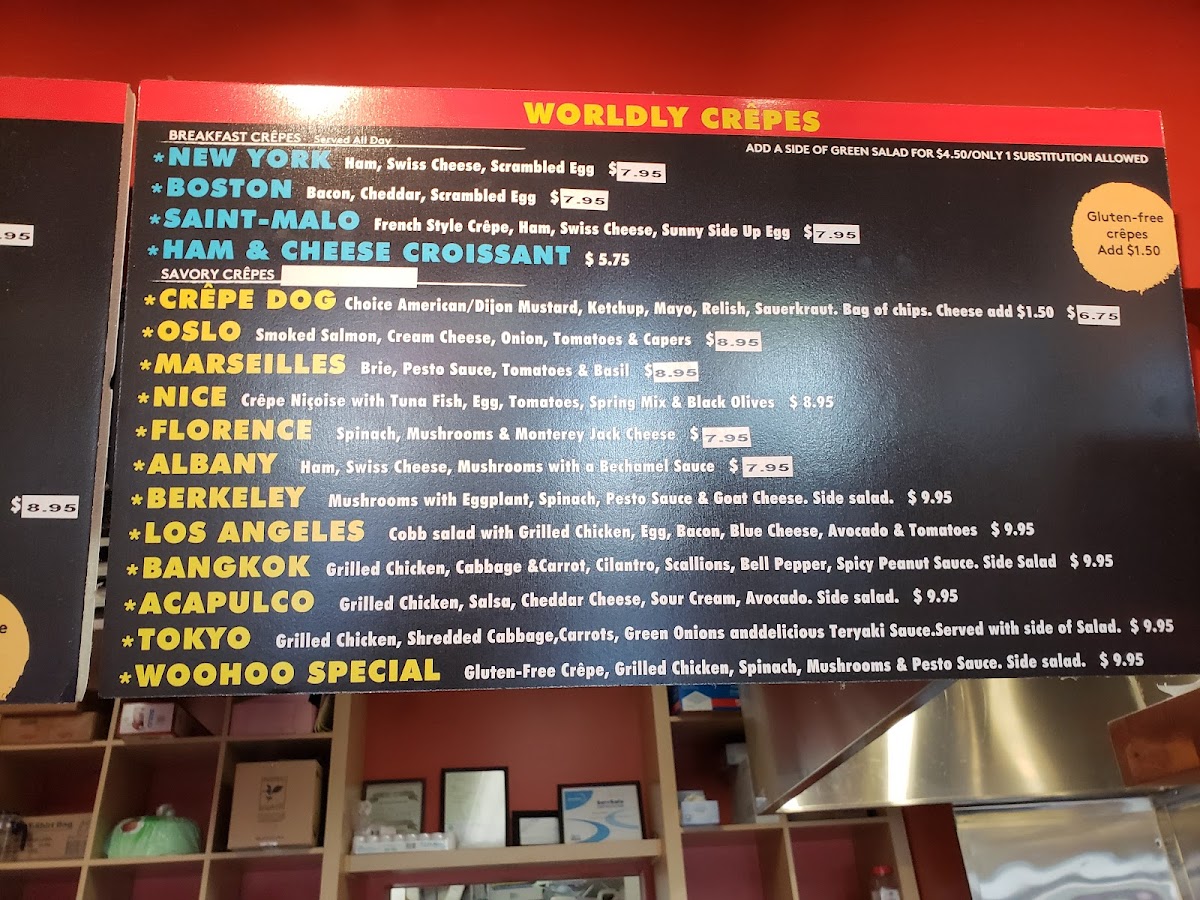 WORLDLY CRÊPES
BREAKFAST CRÊPES Served All Day
ADD A SIDE OF GREEN SALAD FOR $4.50/ONLY 1 SUBSTITUTION ALLOWED
*NEW YORK Ham, Swiss Cheese, Scrambled Egg $7.95
*BOSTON Bacon, Cheddar, Scrambled Egg $7.95
*SAINT-MALO French Style Crêpe, Ham, Swiss Cheese, Sunny Side Up Egg $7.95
*HAM & CHEESE CROISSANT $ 5.75
Gluten-free
crêpes
Add $1.50
SAVORY CRÊPES
*CRÊPE DOG Choice American/Dijon Mustard, Ketchup, Mayo, Relish, Sauerkraut. Bag of chips. Cheese add $1.50 $6.75
*OSLO Smoked Salmon, Cream Cheese, Onion, Tomatoes & Capers $8.95
*MARSEILLES Brie, Pesto Sauce, Tomatoes & Basil $8.95
*NICE Crêpe Niçoise with Tuna Fish, Egg, Tomatoes, Spring Mix & Black Olives $ 8.95
*FLORENCE Spinach, Mushrooms & Monterey Jack Cheese $ 7.95
*ALBANY Ham, Swiss Cheese, Mushrooms with a Bechamel Sauce $ 7.95
*BERKELEY Mushrooms with Eggplant, Spinach, Pesto Sauce & Goat Cheese. Side salad. $ 9.95
*LOS ANGELES Cobb salad with Grilled Chicken, Egg, Bacon, Blue Cheese, Avocado & Tomatoes $ 9.95
*BANGKOK Grilled Chicken, Cabbage &Carrot, Cilantro, Scallions, Bell Pepper, Spicy Peanut Sauce. Side Salad $ 9.95
*ACAPULCO Grilled Chicken, Salsa, Cheddar Cheese, Sour Cream, Avocado. Side salad. $ 9.95
*TOKYO Grilled Chicken, Shredded Cabbage,Carrots, Green Onions anddelicious Teryaki Sauce.Served with side of Salad. $ 9.95
*WOOHOO SPECIAL Gluten-Free Crêpe, Grilled Chicken, Spinach, Mushrooms & Pesto Sauce. Side salad. $ 9.95
.95
$8.95
e